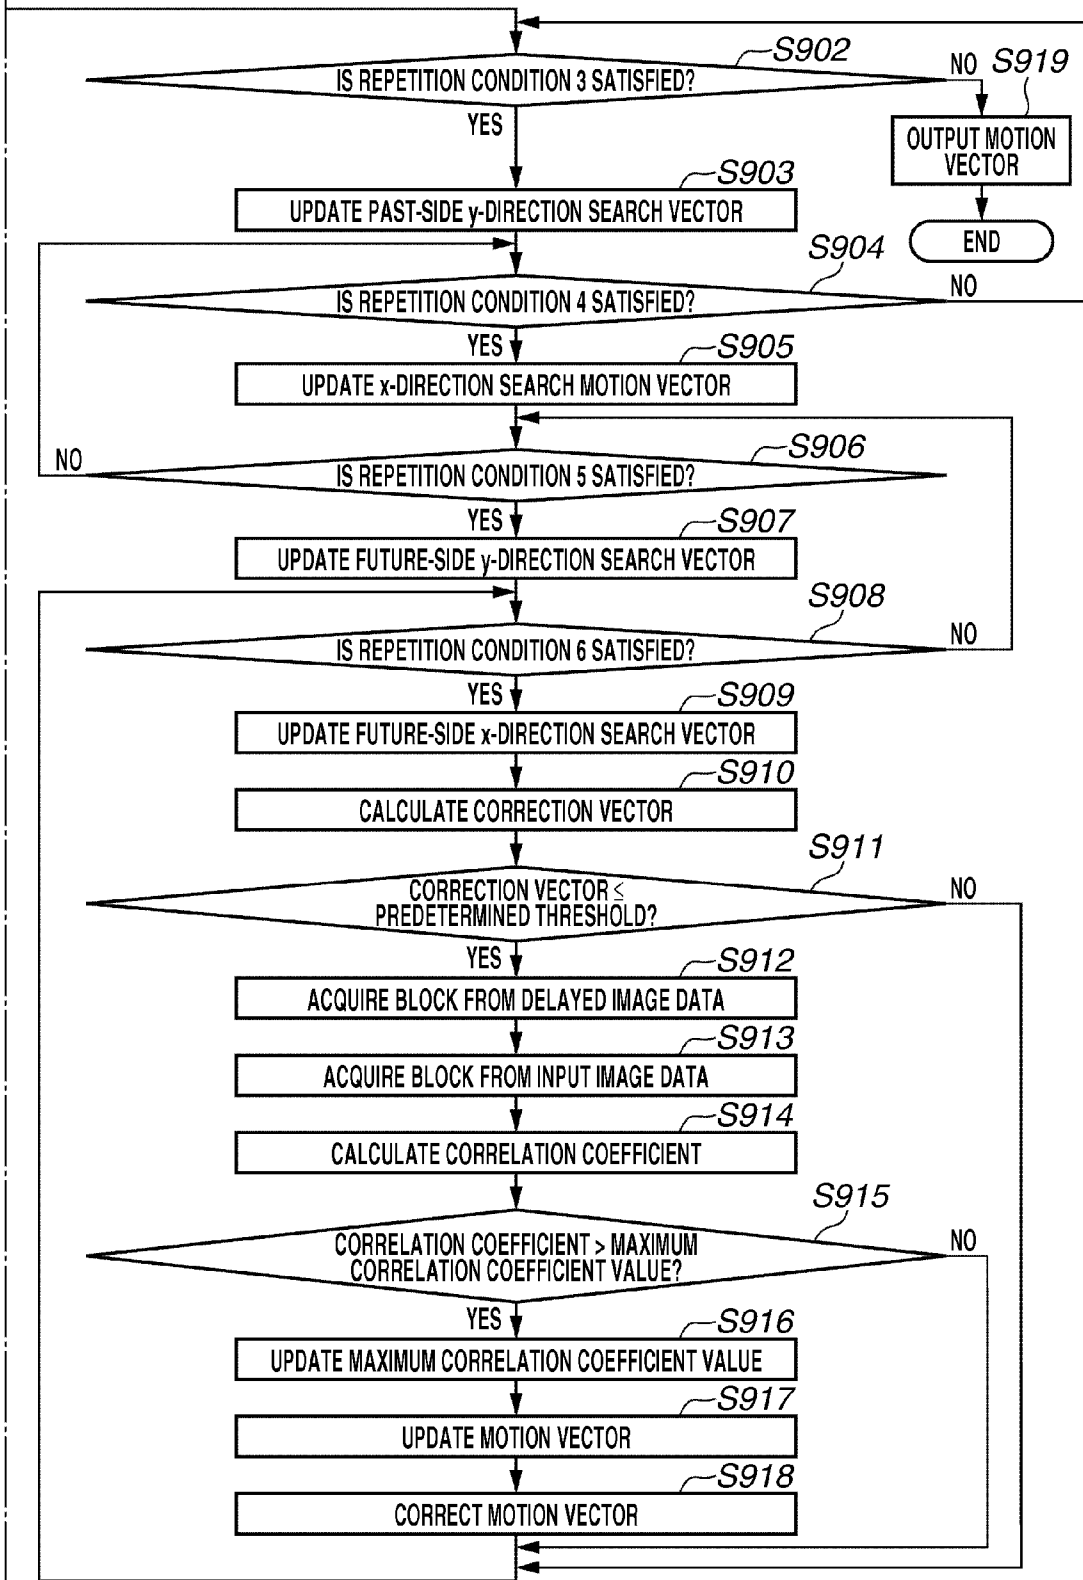 S902
IS REPETITION CONDITION 3 SATISFIED?
NO
S919
YES
OUTPUT MOTION
VECTOR
END
S903
UPDATE PAST-SIDE y-DIRECTION SEARCH VECTOR
S904
IS REPETITION CONDITION 4 SATISFIED?
NO
YES
S905
UPDATE x-DIRECTION SEARCH MOTION VECTOR
S906
NO
IS REPETITION CONDITION 5 SATISFIED?
YES
S907
UPDATE FUTURE-SIDE y-DIRECTION SEARCH VECTOR
S908
IS REPETITION CONDITION 6 SATISFIED?
NO
YES
S909
UPDATE FUTURE-SIDE x-DIRECTION SEARCH VECTOR
S910
CALCULATE CORRECTION VECTOR
S911
CORRECTION VECTOR ≤
PREDETERMINED THRESHOLD?
NO
YES
S912
ACQUIRE BLOCK FROM DELAYED IMAGE DATA
S913
ACQUIRE BLOCK FROM INPUT IMAGE DATA
S914
CALCULATE CORRELATION COEFFICIENT
S915
CORRELATION COEFFICIENT > MAXIMUM
CORRELATION COEFFICIENT VALUE?
NO
YES
S916
UPDATE MAXIMUM CORRELATION COEFFICIENT VALUE
S917
UPDATE MOTION VECTOR
S918
CORRECT MOTION VECTOR